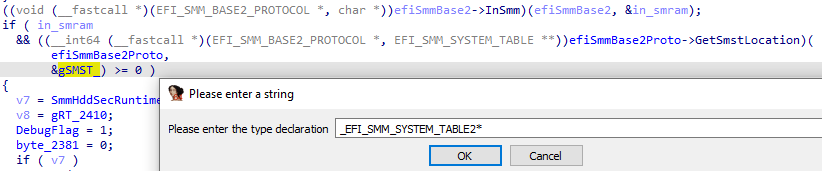 ((void (__fastcall *)(EFI_SMM_BASE2_PROTOCOL *, char *))efiSmmBase2->InSmm)(efiSmmBase2, &in_smram);
if ( in_smram
&& ((__int64 (__fastcall *)(EFI_SMM_BASE2_PROTOCOL *, EFI_SMM_SYSTEM_TABLE **))efiSmmBase2Proto->GetSmstLocation)(
efiSmmBase2Proto,
&gSMST_) >= 0 )
{
v7 = SmmHddSecRuntime
v8 = gRT_2410;
DebugFlag = 1;
byte_2381 = 0;
if ( v7 )
Please enter a string
Please enter the type declaration _EFI_SMM_SYSTEM_TABLE2*
OK Cancel